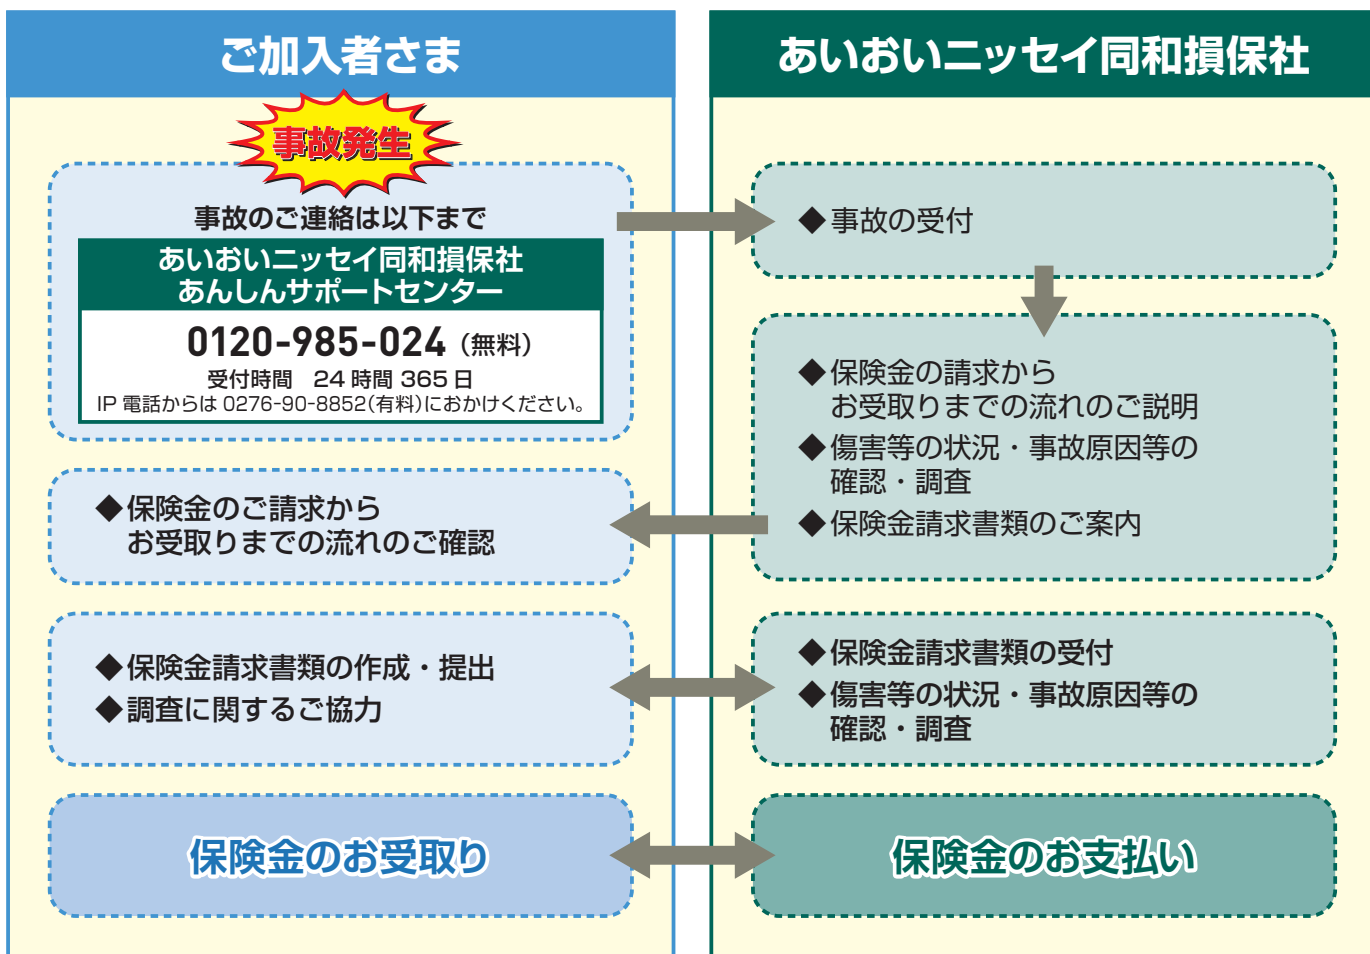 ご加入者さま
事故発生
事故のご連絡は以下まで
あいおいニッセイ同和損保社
あんしんサポートセンター
0120-985-024（無料）
受付時間　24時間 365日
IP 電話からは 0276-90-8852(有料)におかけください。
◆保険金のご請求から
お受取りまでの流れのご確認
◆保険金請求書類の作成・提出
◆調査に関するご協力
保険金のお受取り
あいおいニッセイ同和損保社
◆事故の受付
◆保険金の請求から
お受取りまでの流れのご説明
◆傷害等の状況・事故原因等の
確認・調査
◆保険金請求書類のご案内
◆保険金請求書類の受付
◆傷害等の状況・事故原因等の
確認・調査
保険金のお支払い